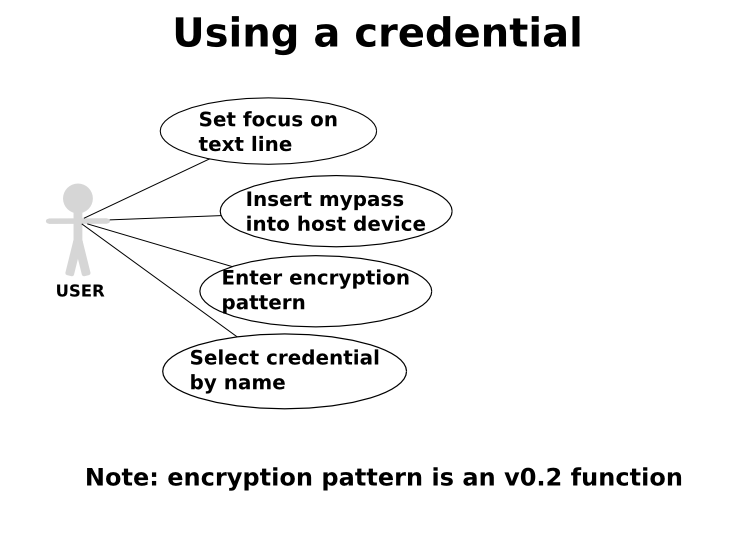 Using a credential
Set focus on
text line
Insert mypass
into host device
Enter encryption
pattern
USER
Select credential
by name
Note: encryption pattern is an v0.2 function